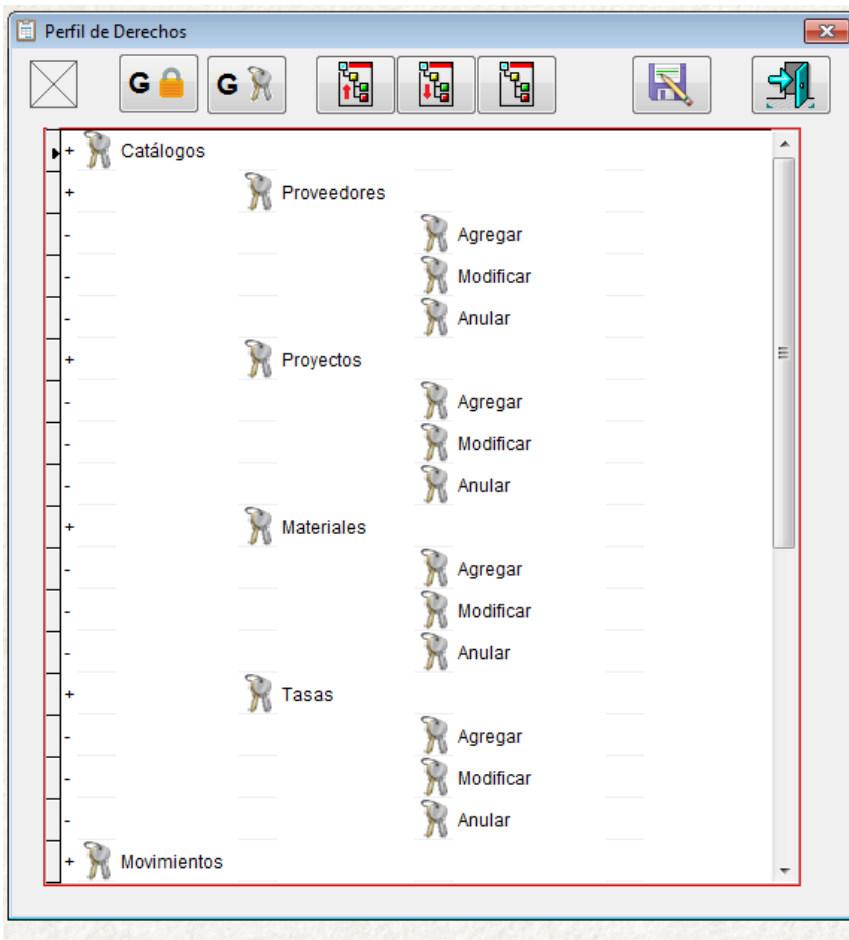 Perfil de Derechos
G G
+ Catálogos
+ Proveedores
- Agregar
- Modificar
- Anular
+ Proyectos
- Agregar
- Modificar
- Anular
+ Materiales
- Agregar
- Modificar
- Anular
+ Tasas
- Agregar
- Modificar
- Anular
+ Movimientos